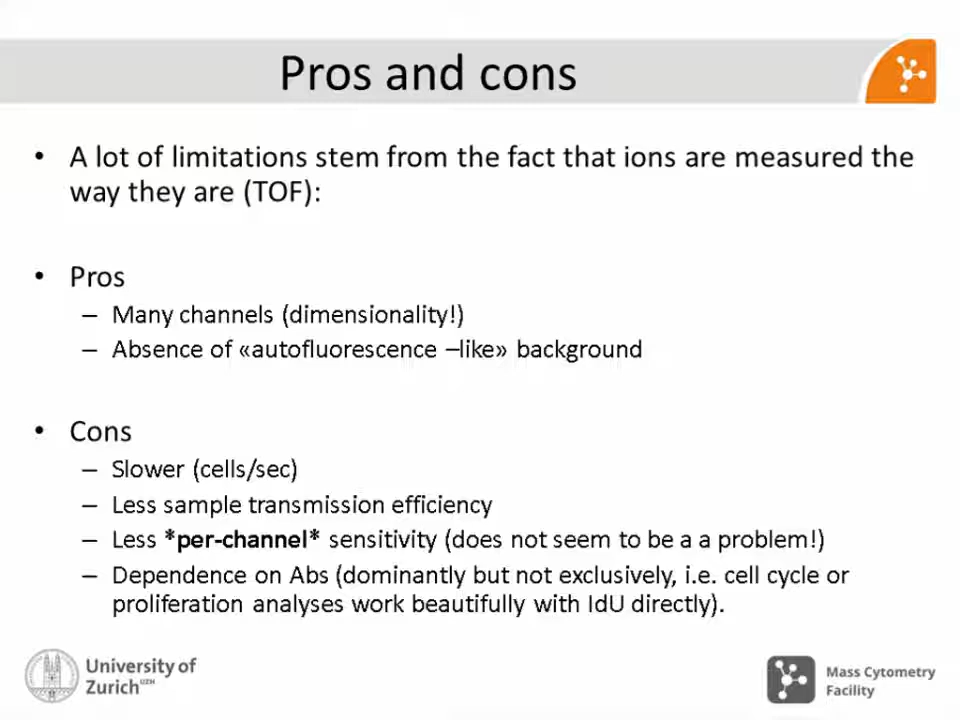 Pros and cons
• A lot of limitations stem from the fact that ions are measured the
way they are (TOF):
• Pros
– Many channels (dimensionality!)
– Absence of «autofluorescence –like» background
• Cons
– Slower (cells/sec)
– Less sample transmission efficiency
– Less *per-channel* sensitivity (does not seem to be a a problem!)
– Dependence on Abs (dominantly but not exclusively, i.e. cell cycle or
proliferation analyses work beautifully with IdU directly).
University of
Zurich UZH
Mass Cytometry
Facility